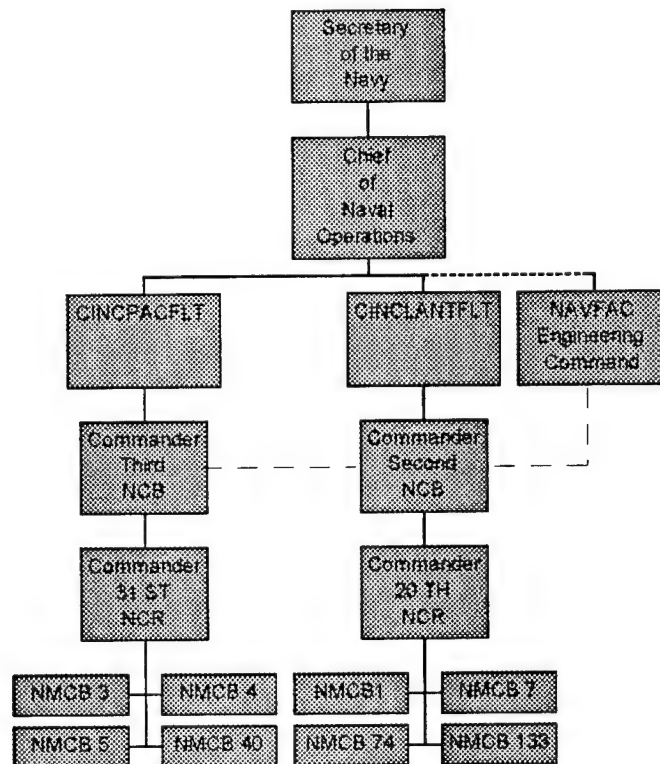 Secretary
of the
Navy
Chief
of
Naval
Operations
CINCPACFLT
CINCLANTFLT
NAVFAC
Engineering
Command
Commander
Third
NCB
Commander
Second
NCB
Commander
31 ST
NCR
Commander
20 TH
NCR
NMCB 3
NMCB 4
NMCB1
NMCB 7
NMCB 5
NMCB 40
NMCB 74
NMCB 133